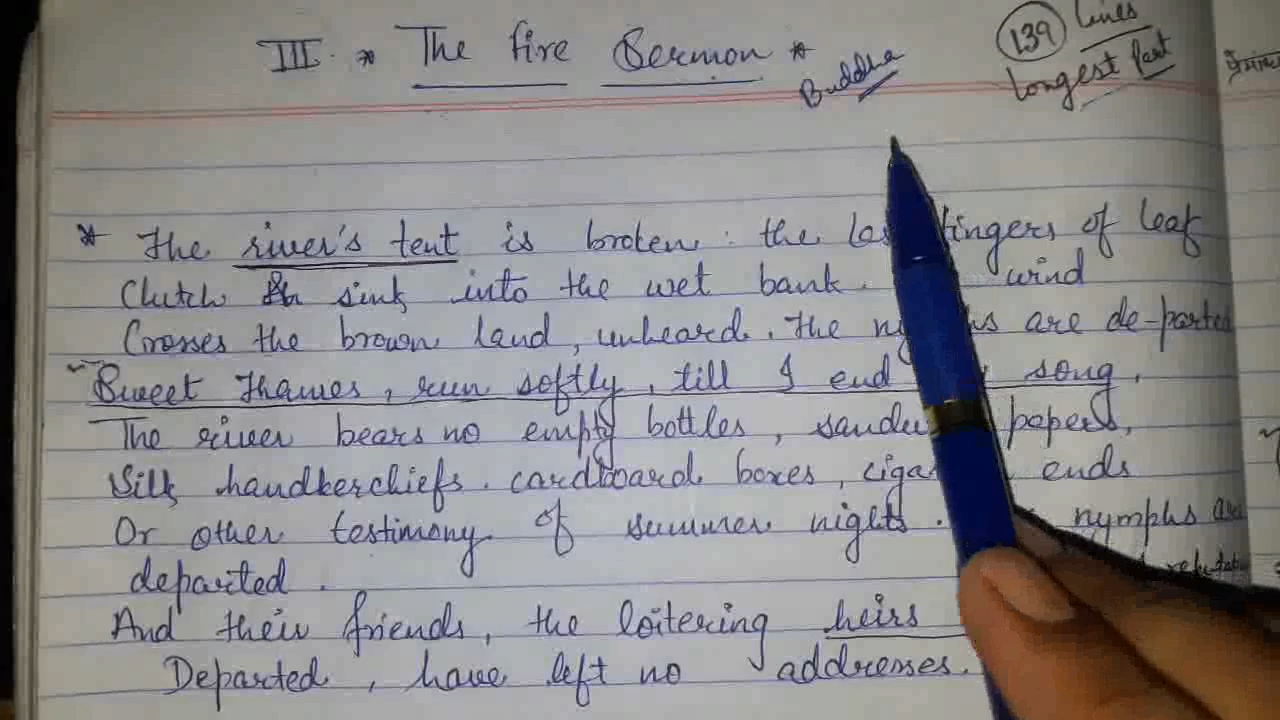 III. * The fire Sermon *
Buddha
139 lines
longest part
* The river's tent is broken: the fingers of leaf
Clutch & sink into the wet bank. wind
Crosses the brown land, unheard. The are de-parted
Sweet Thames, run softly, till I end song.
The river bears no empty bottles, papers,
Silk handkerchiefs. cardboard boxes, ends
Or other testimony of summer nights. nymphs are
departed.
And their friends, the loitering heirs
Departed, have left no addresses.